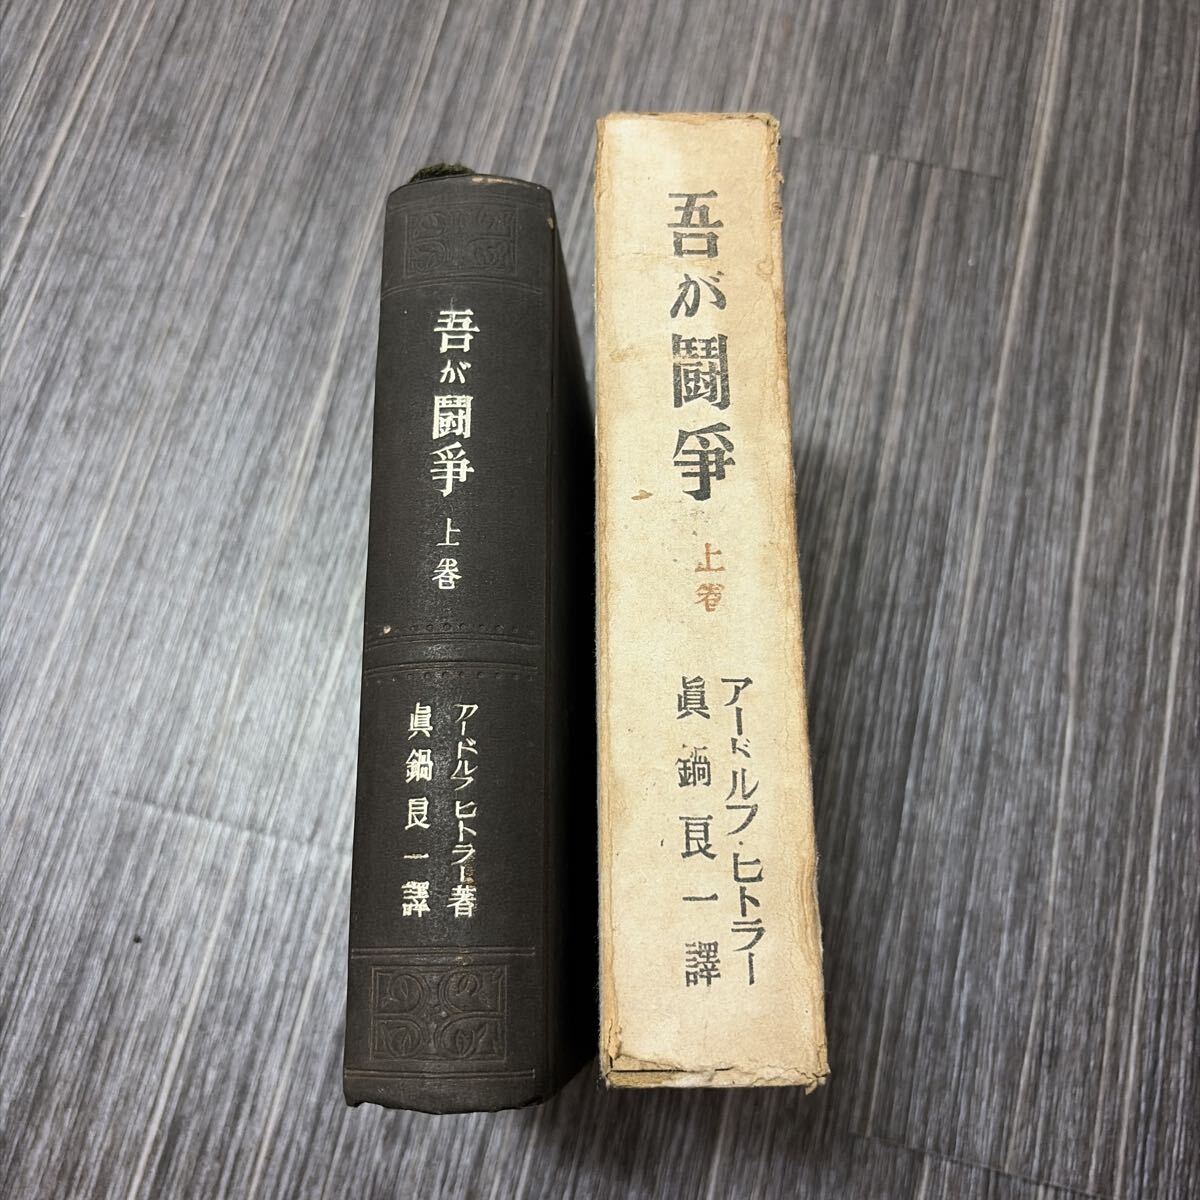 吾が鬪爭
上巻
アードルフ ヒトラー著
眞鍋良一譯
吾が鬪爭
上巻
アードルフ・ヒトラー
眞鍋良一譯